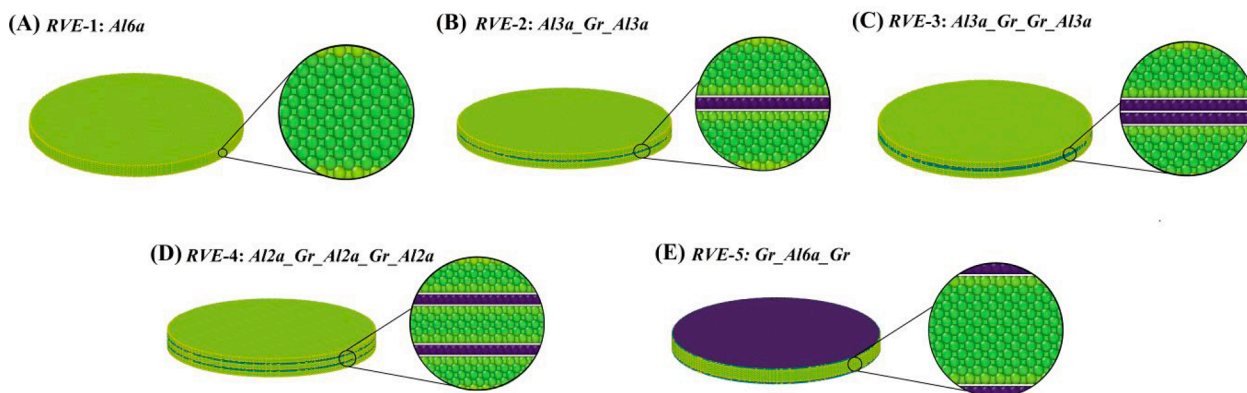 (A) RVE-1: Al6a
(B) RVE-2: Al3a_Gr_Al3a
(C) RVE-3: Al3a_Gr_Gr_Al3a
(D) RVE-4: Al2a_Gr_Al2a_Gr_Al2a
(E) RVE-5: Gr_Al6a_Gr